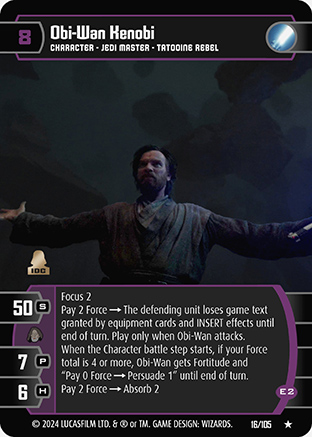 8 Obi-Wan Kenobi
CHARACTER - JEDI MASTER - TATOOINE REBEL
IDC
50 S
7 P
6 H
Focus 2
Pay 2 Force → The defending unit loses game text
granted by equipment cards and INSERT effects until
end of turn. Play only when Obi-Wan attacks.
When the Character battle step starts, if your Force
total is 4 or more, Obi-Wan gets Fortitude and
“Pay 0 Force → Persuade 1” until end of turn.
Pay 2 Force → Absorb 2
E2
© 2024 LUCASFILM LTD. & ® or TM. GAME DESIGN: WIZARDS. 16/105 ★